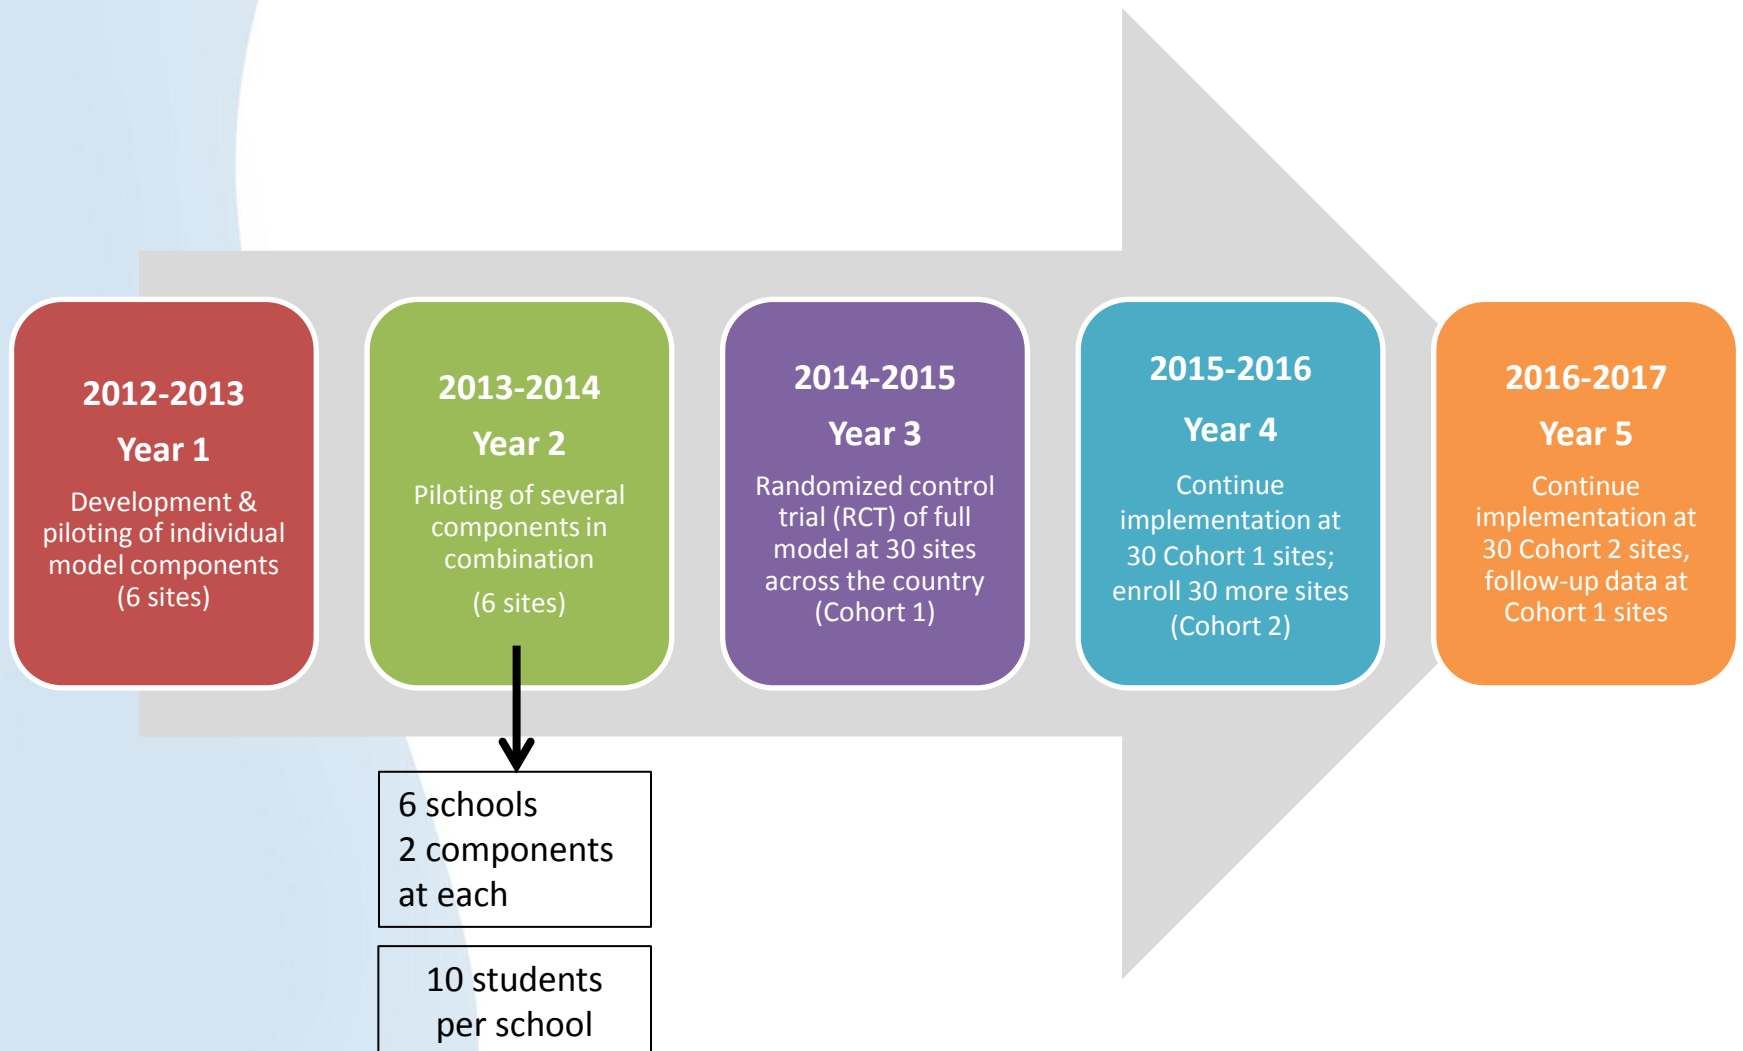 2012-2013
Year 1
Development &
piloting of individual
model components
(6 sites)
2013-2014
Year 2
Piloting of several
components in
combination
(6 sites)
2014-2015
Year 3
Randomized control
trial (RCT) of full
model at 30 sites
across the country
(Cohort 1)
2015-2016
Year 4
Continue
implementation at
30 Cohort 1 sites;
enroll 30 more sites
(Cohort 2)
2016-2017
Year 5
Continue
implementation at
30 Cohort 2 sites,
follow-up data at
Cohort 1 sites
6 schools
2 components
at each
10 students
per school